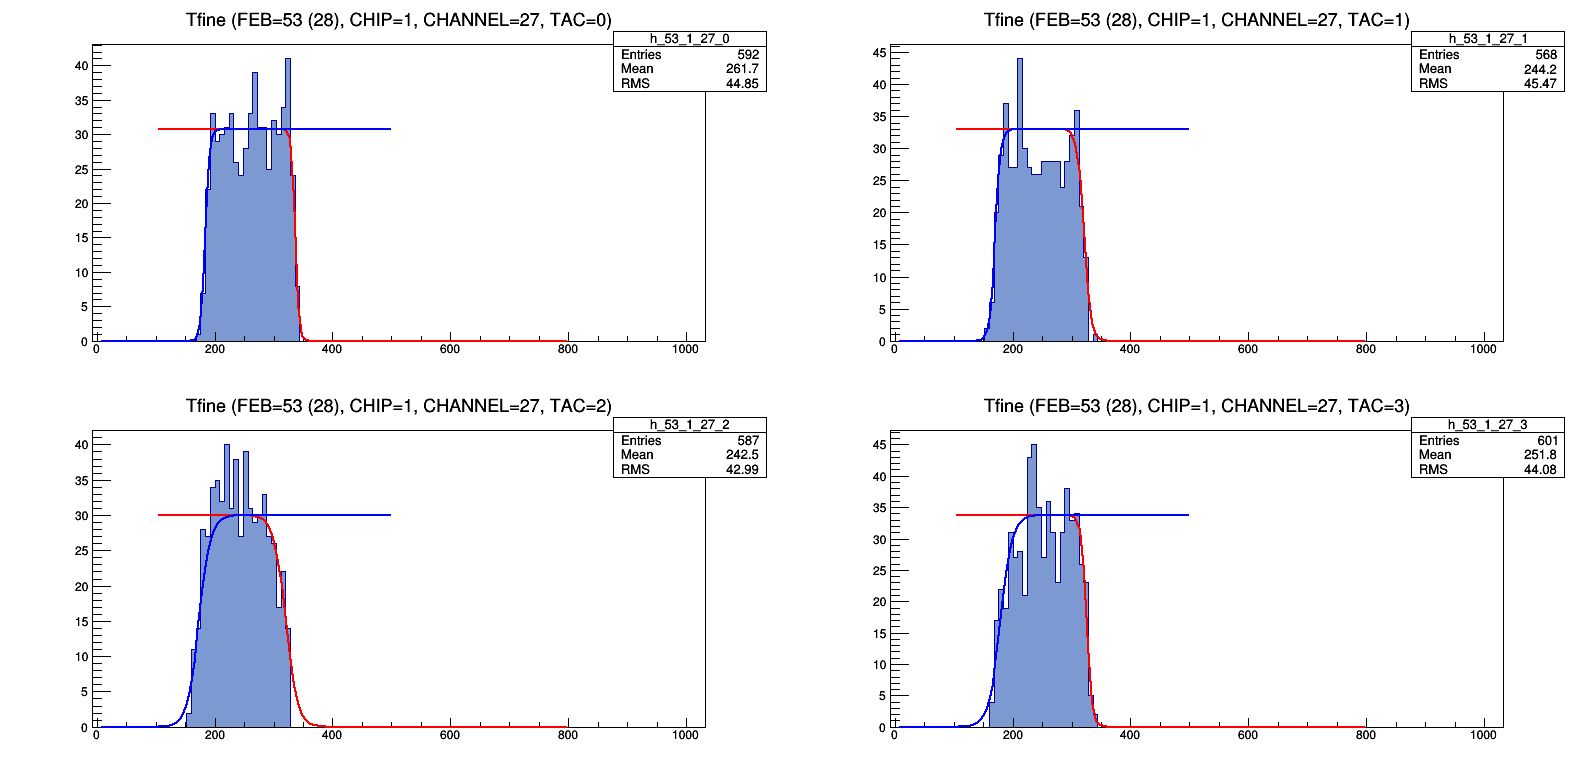 Tfine (FEB=53 (28), CHIP=1, CHANNEL=27, TAC=0)
h_53_1_27_0
Entries 592
Mean 261.7
RMS 44.85
40
35
30
25
20
15
10
5
0
0 200 400 600 800 1000
Tfine (FEB=53 (28), CHIP=1, CHANNEL=27, TAC=1)
h_53_1_27_1
Entries 568
Mean 244.2
RMS 45.47
45
40
35
30
25
20
15
10
5
0
0 200 400 600 800 1000
Tfine (FEB=53 (28), CHIP=1, CHANNEL=27, TAC=2)
h_53_1_27_2
Entries 587
Mean 242.5
RMS 42.99
40
35
30
25
20
15
10
5
0
0 200 400 600 800 1000
Tfine (FEB=53 (28), CHIP=1, CHANNEL=27, TAC=3)
h_53_1_27_3
Entries 601
Mean 251.8
RMS 44.08
45
40
35
30
25
20
15
10
5
0
0 200 400 600 800 1000